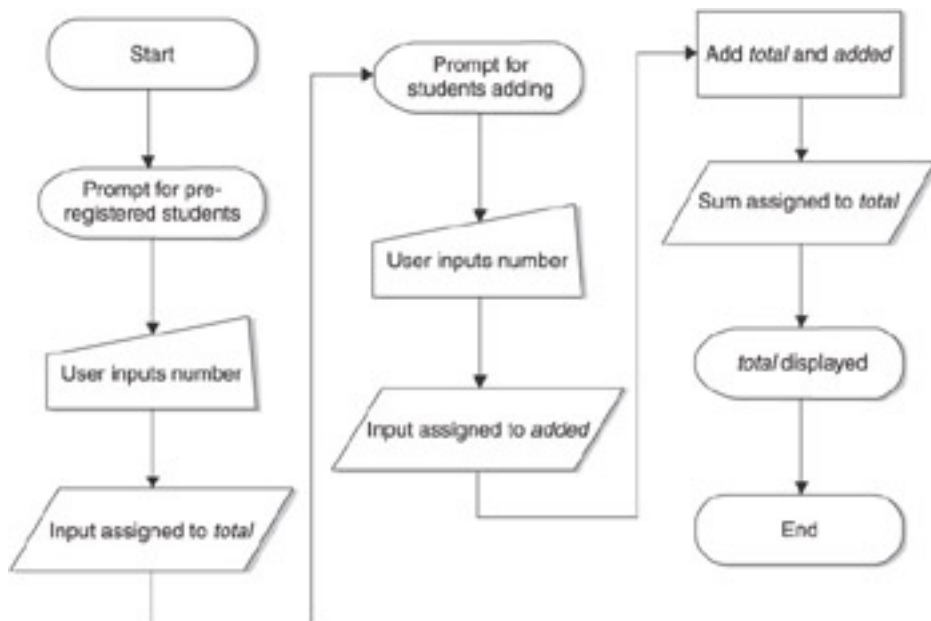 Start
Prompt for pre-
registered students
User inputs number
Input assigned to total
Prompt for
students adding
User inputs number
Input assigned to added
Add total and added
Sum assigned to total
total displayed
End